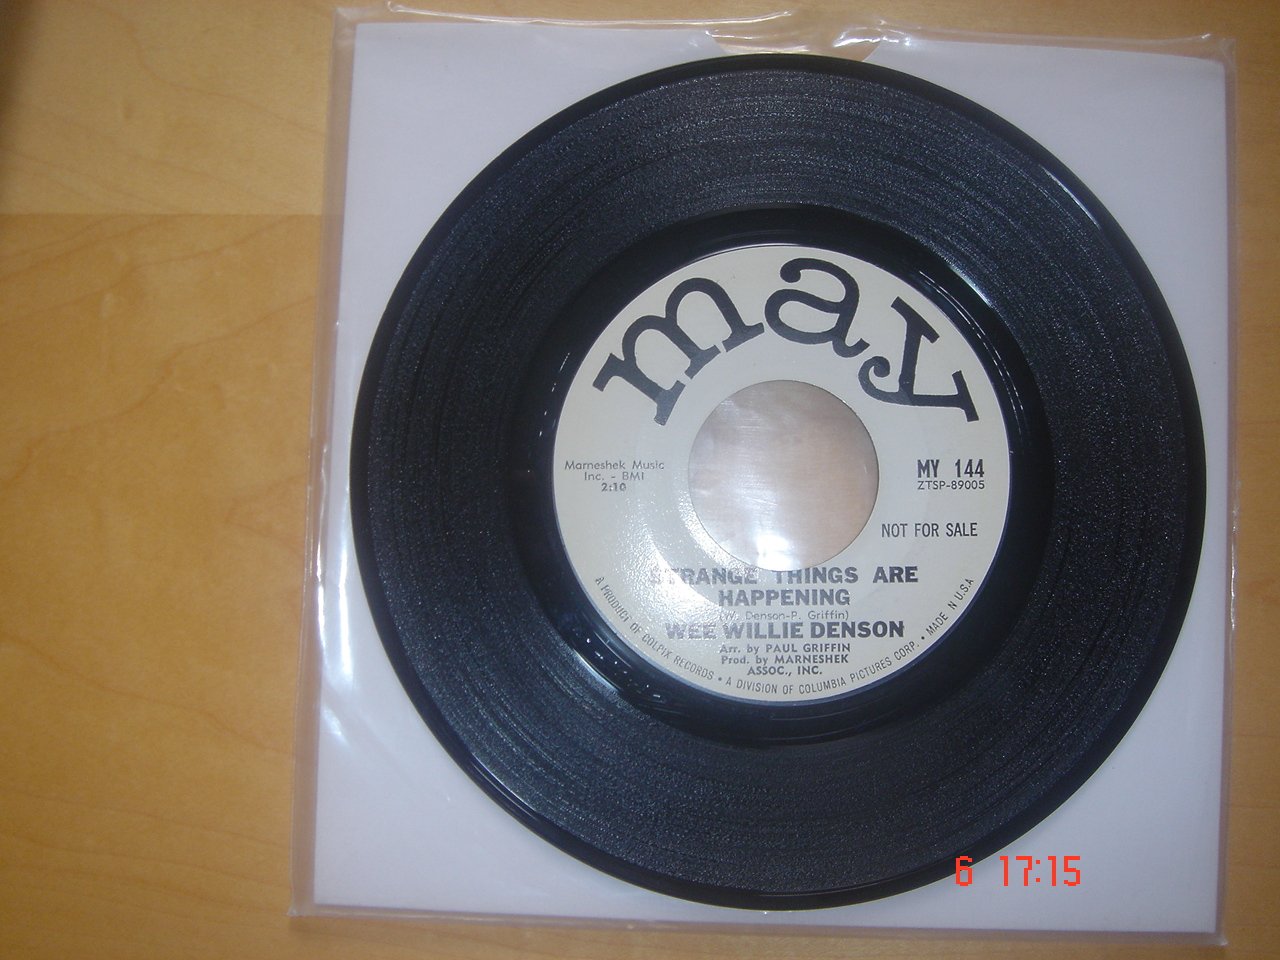 may
Marneshek Music
Inc. - BMI
2:10
MY 144
ZTSP-89005
NOT FOR SALE
STRANGE THINGS ARE
HAPPENING
(W. Denson-P. Griffin)
WEE WILLIE DENSON
Arr. by PAUL GRIFFIN
Prod. by MARNESHEK
ASSOC., INC.
A PRODUCT OF COLPIX RECORDS • A DIVISION OF COLUMBIA PICTURES CORP. • MADE N U.S.A
6 17:15